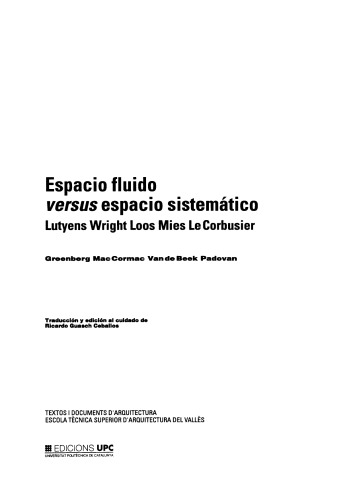 Espacio fluido
versus espacio sistemático
Lutyens Wright Loos Mies Le Corbusier
Greenberg MacCormac Van de Beek Padovan
Traducción y edición al cuidado de
Ricardo Guasch Ceballos
TEXTOS I DOCUMENTS D'ARQUITECTURA
ESCOLA TÈCNICA SUPERIOR D'ARQUITECTURA DEL VALLÈS
EDICIONS UPC
UNIVERSITAT POLITÈCNICA DE CATALUNYA